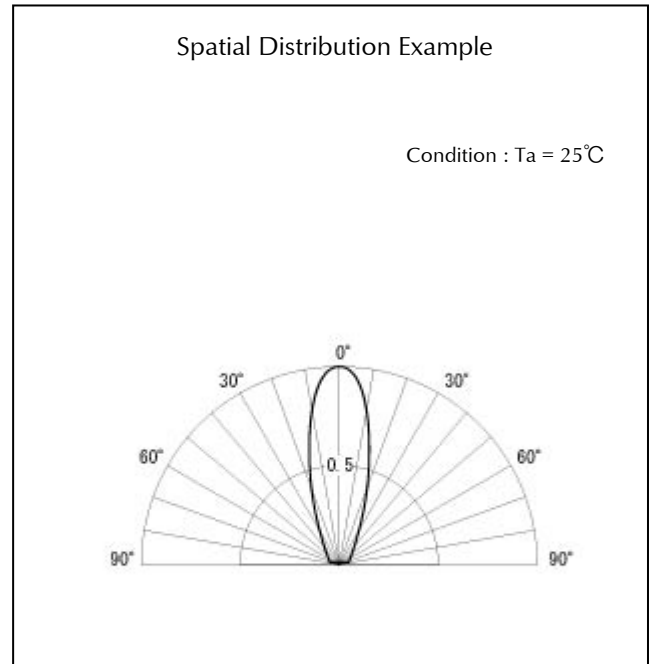 Spatial Distribution Example
Condition : Ta = 25℃
0°
30° 30°
0. 5
60° 60°
90° 90°